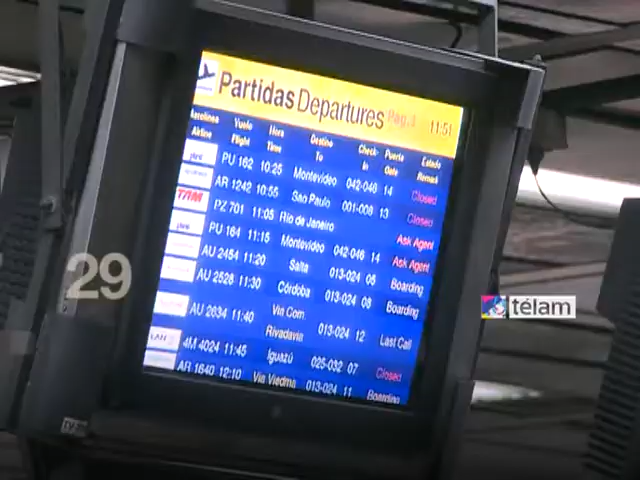 Partidas Departures Pag.1 11:51
Aerolinea Vuelo Hora Destino Check- Puerta Estado
Airline Flight Time To In Gate Remark
PU 162 10:25 Montevideo 042-046 14 Closed
AR 1242 10:55 Sao Paulo 001-008 13 Closed
TAM PZ 701 11:05 Rio de Janeiro Ask Agent
PU 164 11:15 Montevideo 042-046 14 Ask Agent
AU 2454 11:20 Salta 013-024 05 Boarding
AU 2528 11:30 Córdoba 013-024 08 Boarding
AU 2634 11:40 Via Com. Rivadavia 013-024 12 Last Call
4M 4024 11:45 Iguazú 025-032 07 Closed
AR 1640 12:10 Via Viedma 013-024 11 Boarding
29
télam